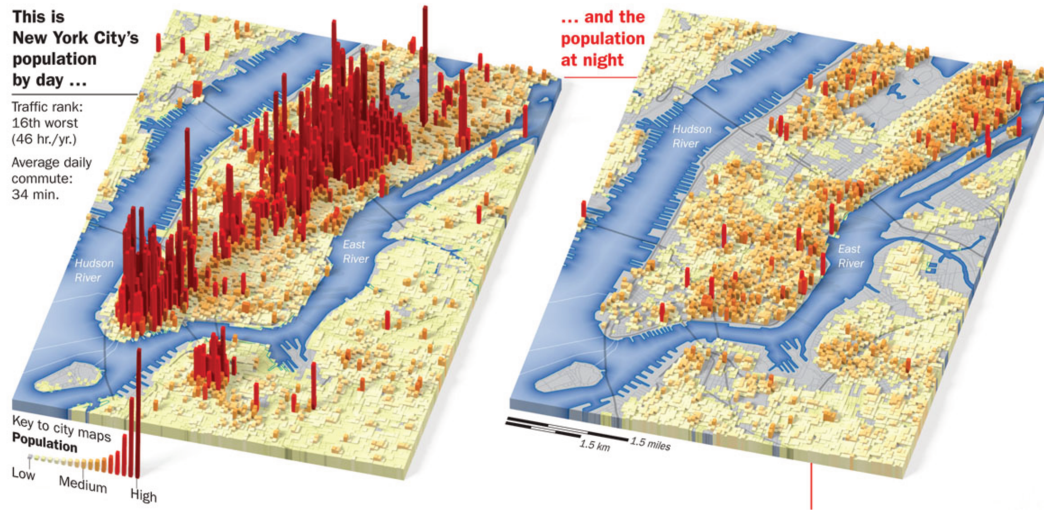 This is
New York City's
population
by day ...
Traffic rank:
16th worst
(46 hr./yr.)
Average daily
commute:
34 min.
Hudson
River
East
River
Key to city maps
Population
Low
Medium
High
... and the
population
at night
Hudson
River
East
River
1.5 km
1.5 miles